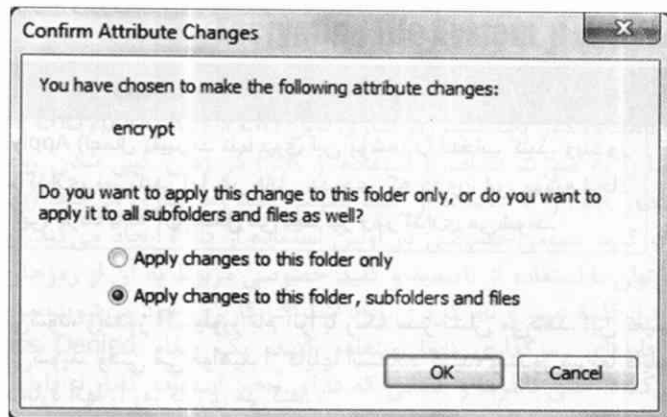 Confirm Attribute Changes
You have chosen to make the following attribute changes:
encrypt
Do you want to apply this change to this folder only, or do you want to
apply it to all subfolders and files as well?
Apply changes to this folder only
Apply changes to this folder, subfolders and files
OK
Cancel